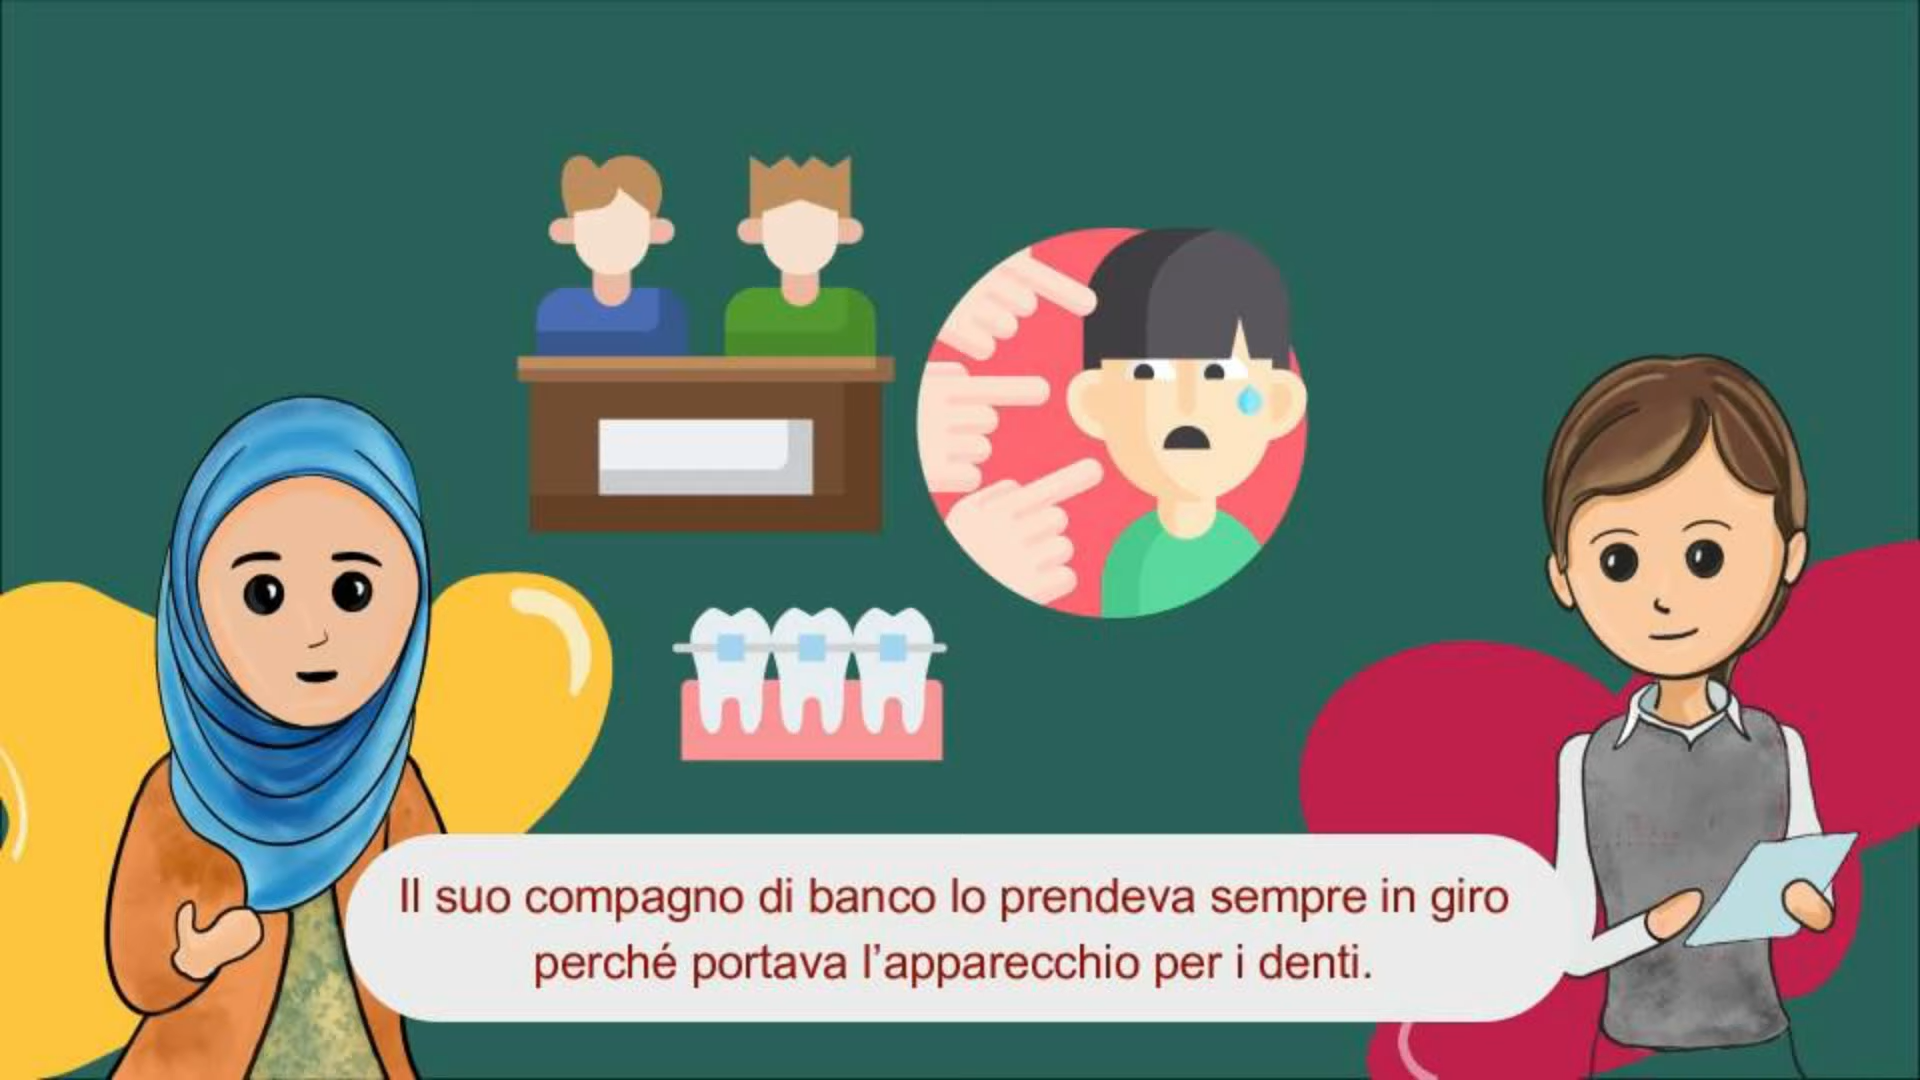 Il suo compagno di banco lo prendeva sempre in giro
perché portava l’apparecchio per i denti.